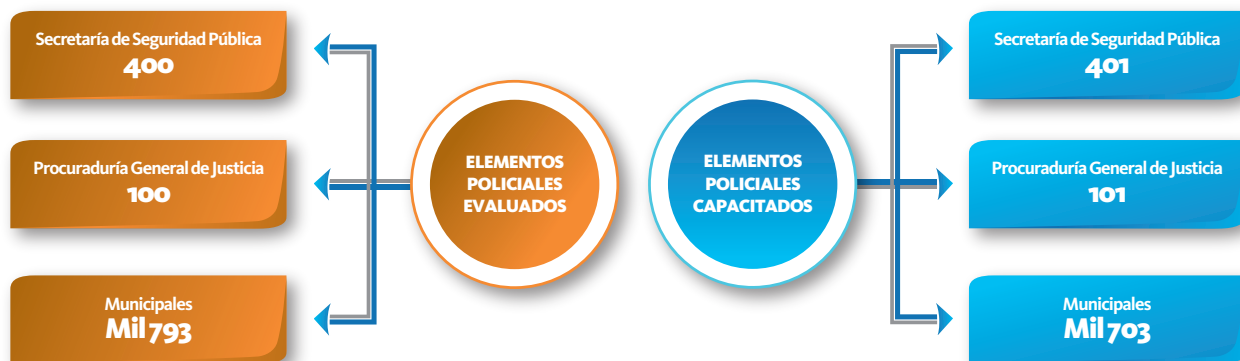 Secretaría de Seguridad Pública
400
Procuraduría General de Justicia
100
Municipales
Mil 793
ELEMENTOS
POLICIALES
EVALUADOS
ELEMENTOS
POLICIALES
CAPACITADOS
Secretaría de Seguridad Pública
401
Procuraduría General de Justicia
101
Municipales
Mil 703